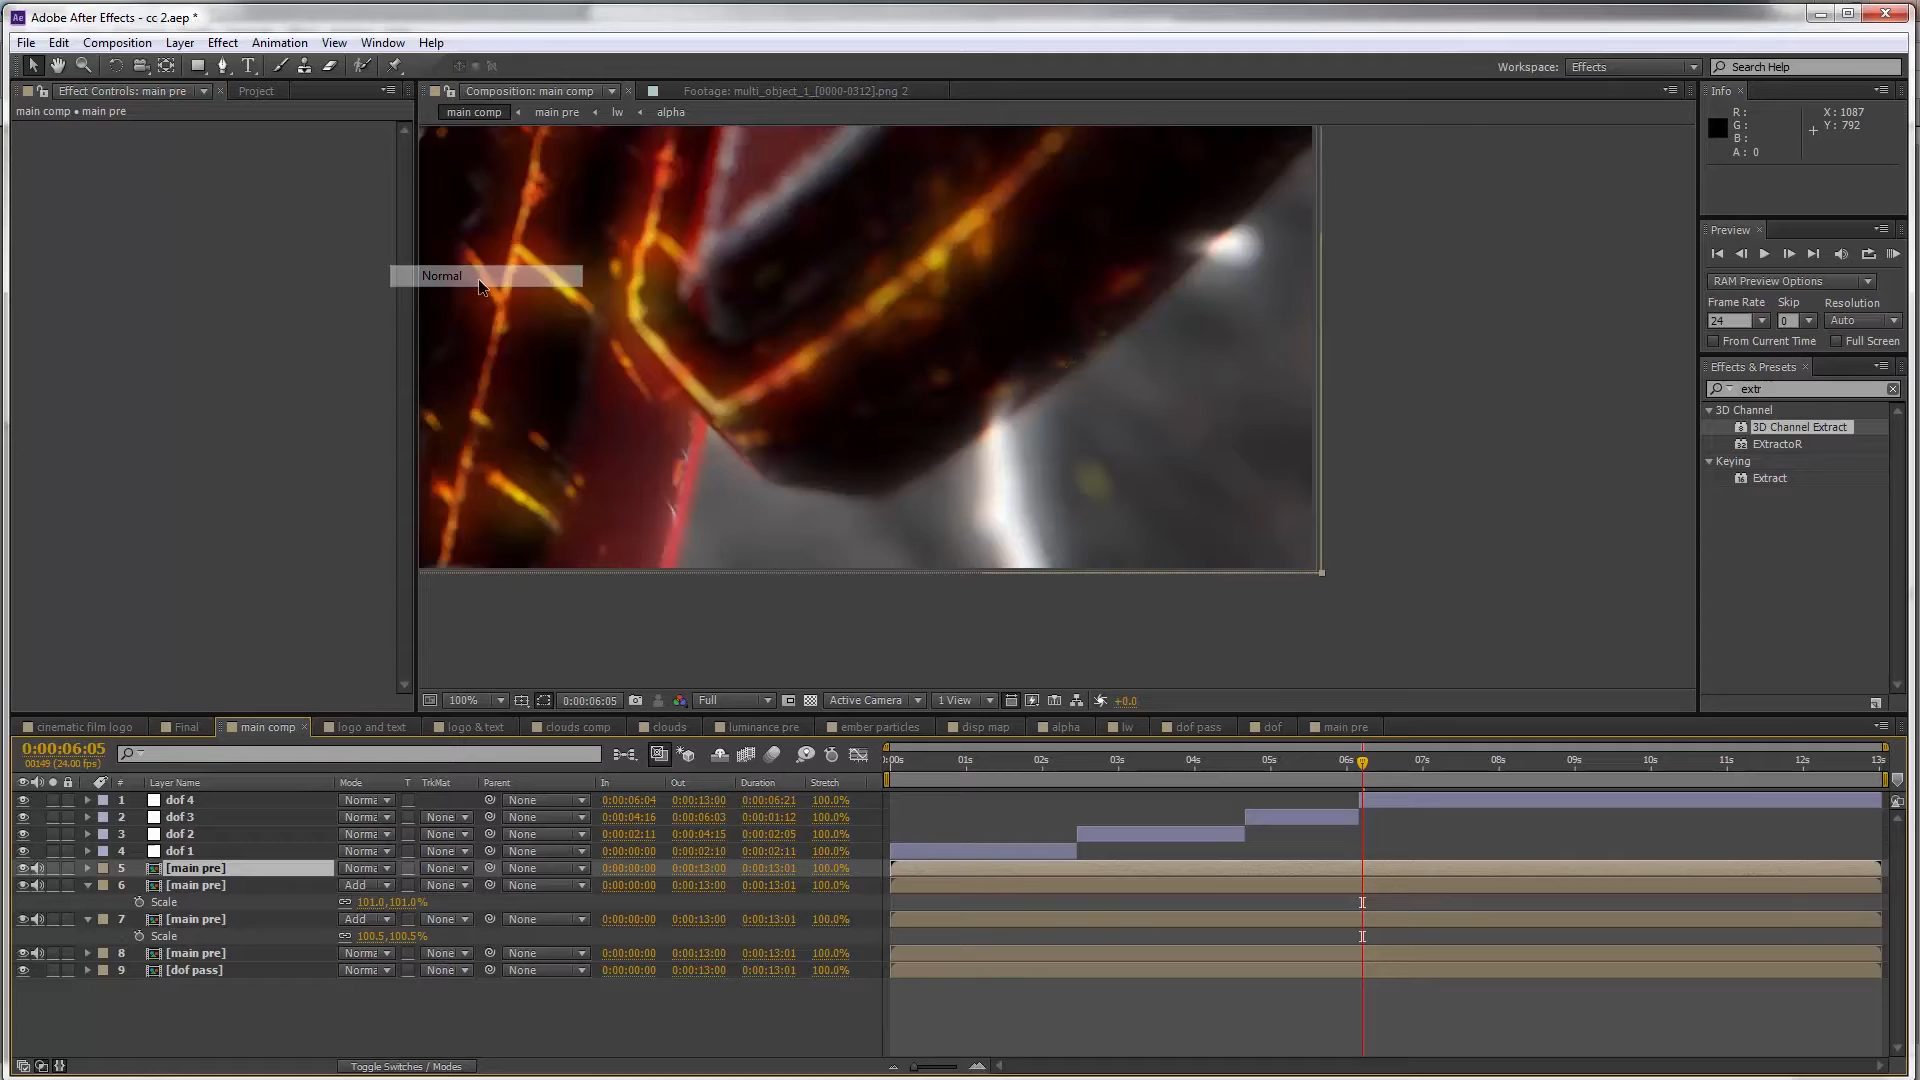 Adobe After Effects - cc 2.aep *
File Edit Composition Layer Effect Animation View Window Help
Workspace: Effects Search Help
Effect Controls: main pre Project
main comp • main pre
Composition: main comp Footage: multi_object_1_[0000-0312].png 2
main comp main pre lw alpha
Normal
Info
R : X : 1087
G : Y : 792
B :
A : 0
Preview
RAM Preview Options
Frame Rate Skip Resolution
24 0 Auto
From Current Time Full Screen
Effects & Presets
extr
3D Channel
3D Channel Extract
EXtractoR
Keying
Extract
100% 0:00:06:05 Full Active Camera 1 View +0.0
cinematic film logo Final main comp logo and text logo & text clouds comp clouds luminance pre ember particles disp map alpha lw dof pass dof main pre
0:00:06:05
00149 (24.00 fps)
:00s 01s 02s 03s 04s 05s 06s 07s 08s 09s 10s 11s 12s 13s
# Layer Name Mode T TrkMat Parent In Out Duration Stretch
1 dof 4 Norma None 0:00:06:04 0:00:13:00 0:00:06:21 100.0%
2 dof 3 Norma None None 0:00:04:16 0:00:06:03 0:00:01:12 100.0%
3 dof 2 Norma None None 0:00:02:11 0:00:04:15 0:00:02:05 100.0%
4 dof 1 Norma None None 0:00:00:00 0:00:02:10 0:00:02:11 100.0%
5 [main pre] Norma None None 0:00:00:00 0:00:13:00 0:00:13:01 100.0%
6 [main pre] Add None None 0:00:00:00 0:00:13:00 0:00:13:01 100.0%
Scale 101.0,101.0%
7 [main pre] Add None None 0:00:00:00 0:00:13:00 0:00:13:01 100.0%
Scale 100.5,100.5%
8 [main pre] Norma None None 0:00:00:00 0:00:13:00 0:00:13:01 100.0%
9 [dof pass] Norma None None 0:00:00:00 0:00:13:00 0:00:13:01 100.0%
Toggle Switches / Modes